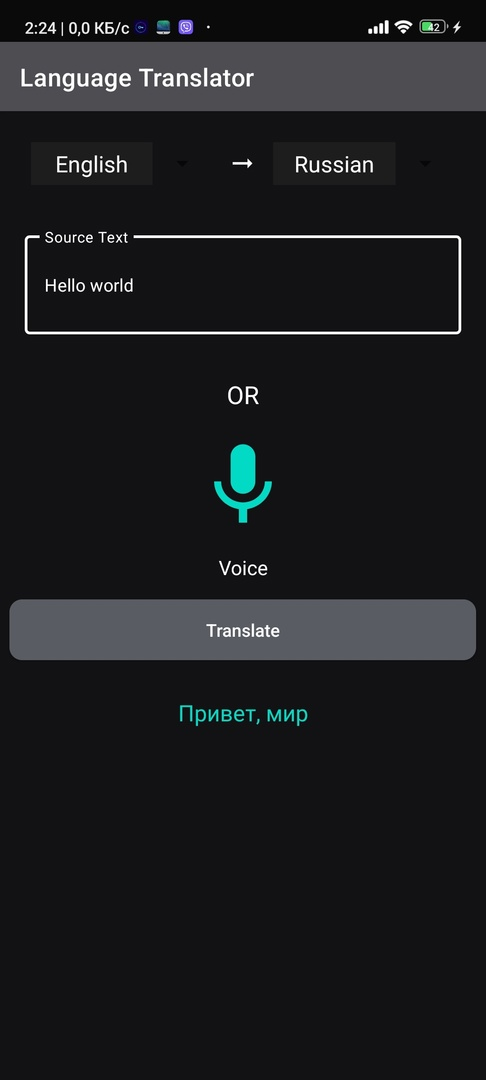 2:24 | 0,0 КБ/с
42
Language Translator
English → Russian
Source Text
Hello world
OR
Voice
Translate
Привет, мир